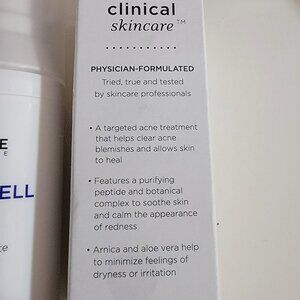 clinical
skincare™
PHYSICIAN-FORMULATED
Tried, true and tested
by skincare professionals
• A targeted acne treatment
that helps clear acne
blemishes and allows skin
to heal
• Features a purifying
peptide and botanical
complex to soothe skin
and calm the appearance
of redness
• Arnica and aloe vera help
to minimize feelings of
dryness or irritation
E
ELL